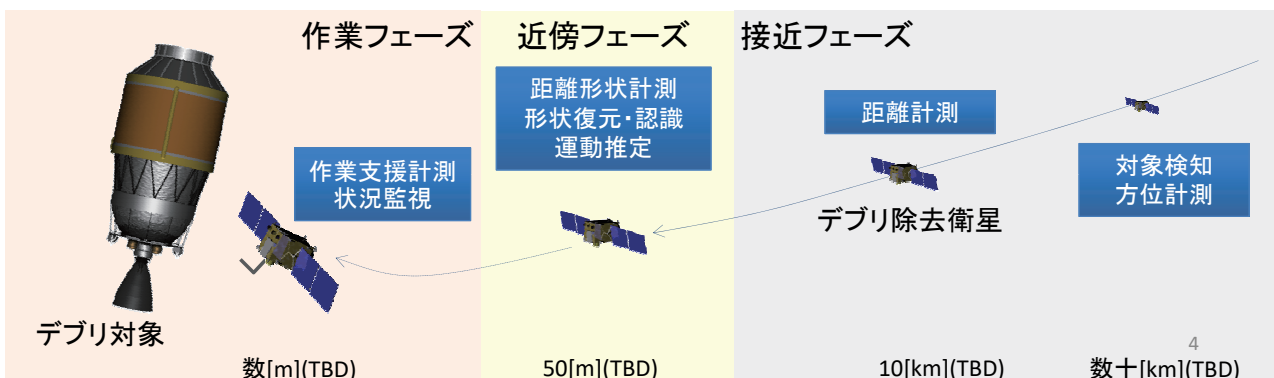 作業フェーズ
近傍フェーズ
接近フェーズ
距離形状計測
形状復元・認識
運動推定
距離計測
作業支援計測
状況監視
対象検知
方位計測
デブリ除去衛星
デブリ対象
4
数[m](TBD)
50[m](TBD)
10[km](TBD)
数十[km](TBD)